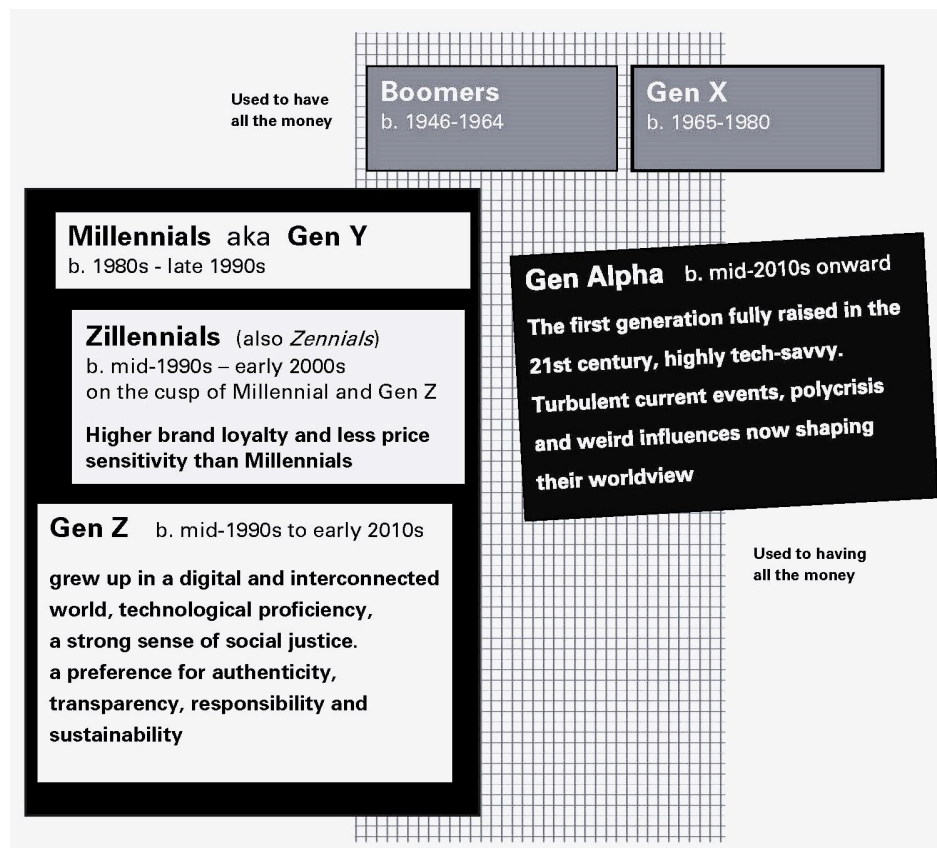 Used to have
all the money
Boomers
b. 1946-1964
Gen X
b. 1965-1980
Millennials aka Gen Y
b. 1980s - late 1990s
Zillennials (also Zennials)
b. mid-1990s – early 2000s
on the cusp of Millennial and Gen Z
Higher brand loyalty and less price
sensitivity than Millennials
Gen Z b. mid-1990s to early 2010s
grew up in a digital and interconnected
world, technological proficiency,
a strong sense of social justice.
a preference for authenticity,
transparency, responsibility and
sustainability
Gen Alpha b. mid-2010s onward
The first generation fully raised in the
21st century, highly tech-savvy.
Turbulent current events, polycrisis
and weird influences now shaping
their worldview
Used to having
all the money